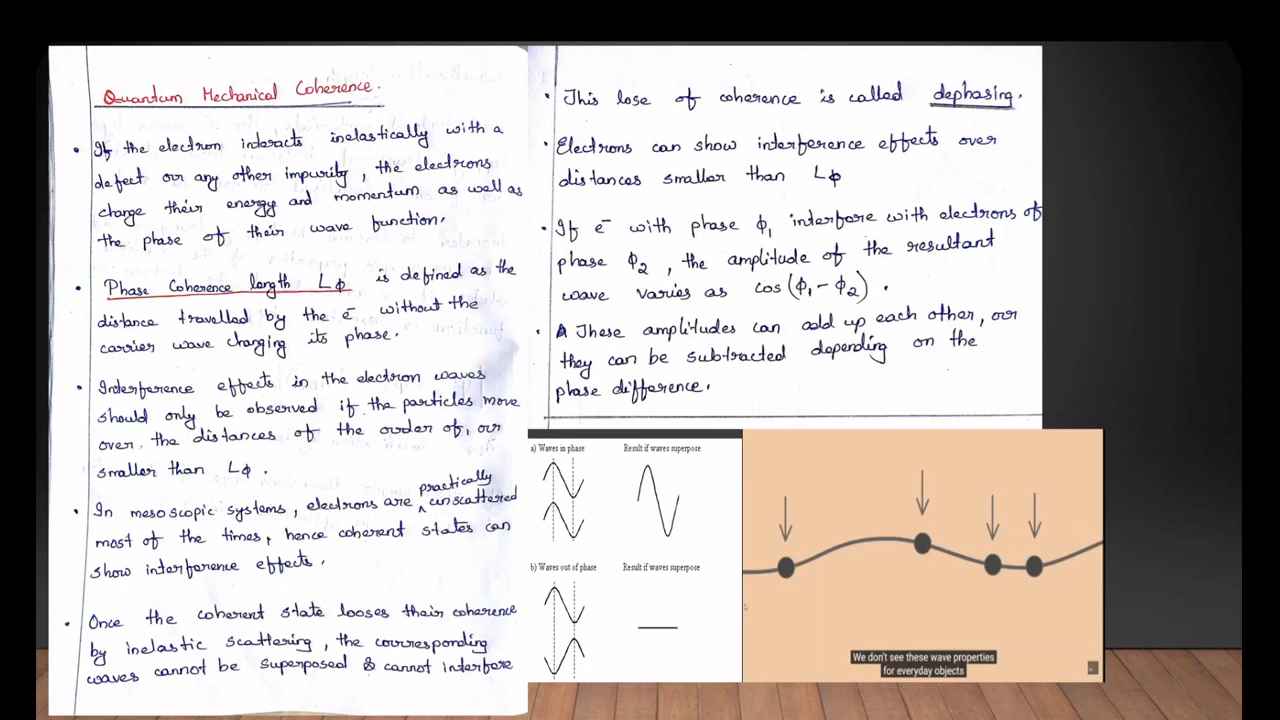 Quantum Mechanical Coherence.
• If the electron interacts inelastically with a
defect or any other impurity, the electrons
change their energy and momentum as well as
the phase of their wave function.
• Phase Coherence length Lϕ is defined as the
distance travelled by the e⁻ without the
carrier wave changing its phase.
• Interference effects in the electron waves
should only be observed if the particles move
over the distances of the order of, or
smaller than Lϕ.
practically
• In mesoscopic systems, electrons are ^ unscattered
most of the times, hence coherent states can
show interference effects.
• Once the coherent state looses their coherence
by inelastic scattering, the corresponding
waves cannot be superposed & cannot interfere
• This lose of coherence is called dephasing.
• Electrons can show interference effects over
distances smaller than Lϕ
• If e⁻ with phase ϕ₁ interfere with electrons of
phase ϕ₂, the amplitude of the resultant
wave varies as cos(ϕ₁ - ϕ₂).
• These amplitudes can add up each other, or
they can be subtracted depending on the
phase difference.
a) Waves in phase Result if waves superpose
b) Waves out of phase Result if waves superpose
We don't see these wave properties
for everyday objects